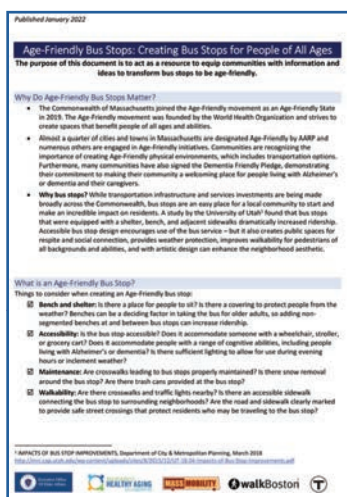 Published January 2022
Age-Friendly Bus Stops: Creating Bus Stops for People of All Ages
The purpose of this document is to act as a resource to equip communities with information and
ideas to transform bus stops to be age-friendly.
Why Do Age-Friendly Bus Stops Matter?
• The Commonwealth of Massachusetts joined the Age-Friendly movement as an Age-Friendly State
in 2019. The Age-Friendly movement was founded by the World Health Organization and strives to
create spaces that benefit people of all ages and abilities.
• Almost a quarter of cities and towns in Massachusetts are designated Age-Friendly by AARP and
numerous others are engaged in Age-Friendly initiatives. Communities are recognizing the
importance of creating Age-Friendly physical environments, which includes transportation options.
Furthermore, many communities have also signed the Dementia Friendly Pledge, demonstrating
their commitment to making their community a welcoming place for people living with Alzheimer's
or dementia and their caregivers.
• Why bus stops? While transportation infrastructure and services investments are being made
broadly across the Commonwealth, bus stops are an easy place for a local community to start and
make an incredible impact on residents. A study by the University of Utah¹ found that bus stops
that were equipped with a shelter, bench, and adjacent sidewalks dramatically increased ridership.
Accessible bus stop design encourages use of the bus service – but it also creates public spaces for
respite and social connection, provides weather protection, improves walkability for pedestrians of
all backgrounds and abilities, and with artistic design can enhance the neighborhood aesthetic.
What is an Age-Friendly Bus Stop?
Things to consider when creating an Age-Friendly bus stop:
☑ Bench and shelter: Is there a place for people to sit? Is there a covering to protect people from the
weather? Benches can be a deciding factor in taking the bus for older adults, so adding non-
segmented benches at and between bus stops can increase ridership.
☑ Accessibility: Is the bus stop accessible? Does it accommodate someone with a wheelchair, stroller,
or grocery cart? Does it accommodate people with a range of cognitive abilities, including people
living with Alzheimer's or dementia? Is there sufficient lighting to allow for use during evening
hours or inclement weather?
☑ Maintenance: Are crosswalks leading to bus stops properly maintained? Is there snow removal
around the bus stop? Are there trash cans provided at the bus stop?
☑ Walkability: Are there crosswalks and traffic lights nearby? Is there an accessible sidewalk
connecting the bus stop to surrounding neighborhoods? Are the road and sidewalk clearly marked
to provide safe street crossings that protect residents who may be traveling to the bus stop?
¹ IMPACTS OF BUS STOP IMPROVEMENTS, Department of City & Metropolitan Planning, March 2018
HEALTHY AGING
MASSMOBILITY
walkBoston
T